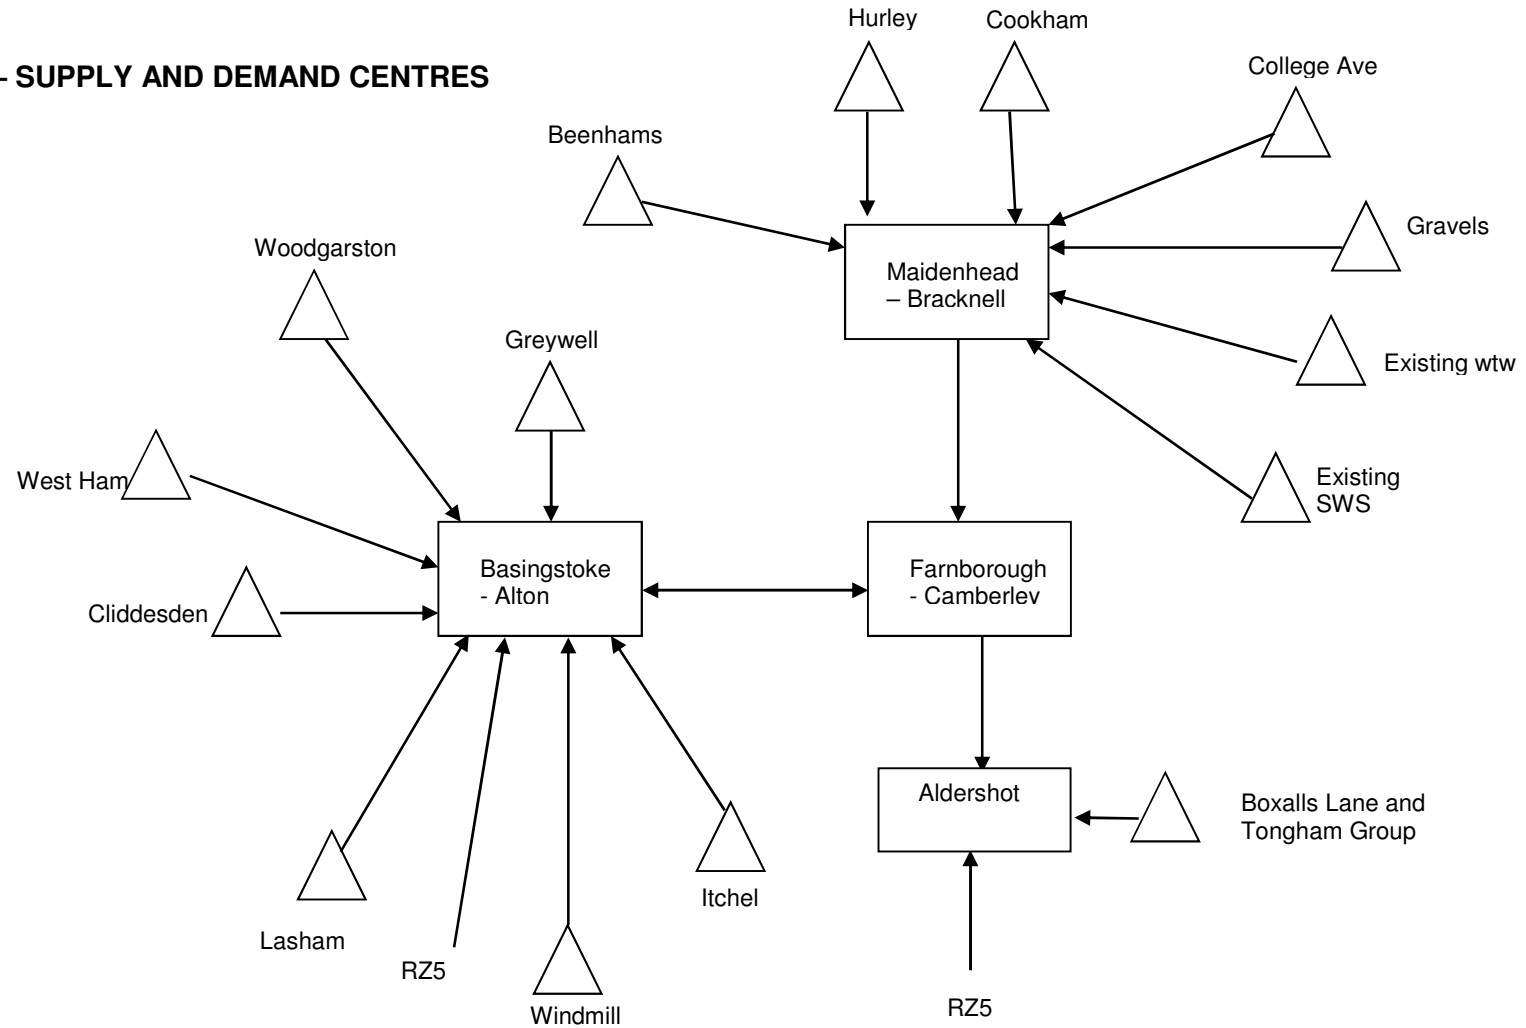 Hurley
Cookham
– SUPPLY AND DEMAND CENTRES
College Ave
Beenhams
Gravels
Woodgarston
Maidenhead
– Bracknell
Greywell
Existing wtw
West Ham
Existing
SWS
Basingstoke
- Alton
Farnborough
- Camberley
Cliddesden
Aldershot
Boxalls Lane and
Tongham Group
Itchel
Lasham
RZ5
Windmill
RZ5